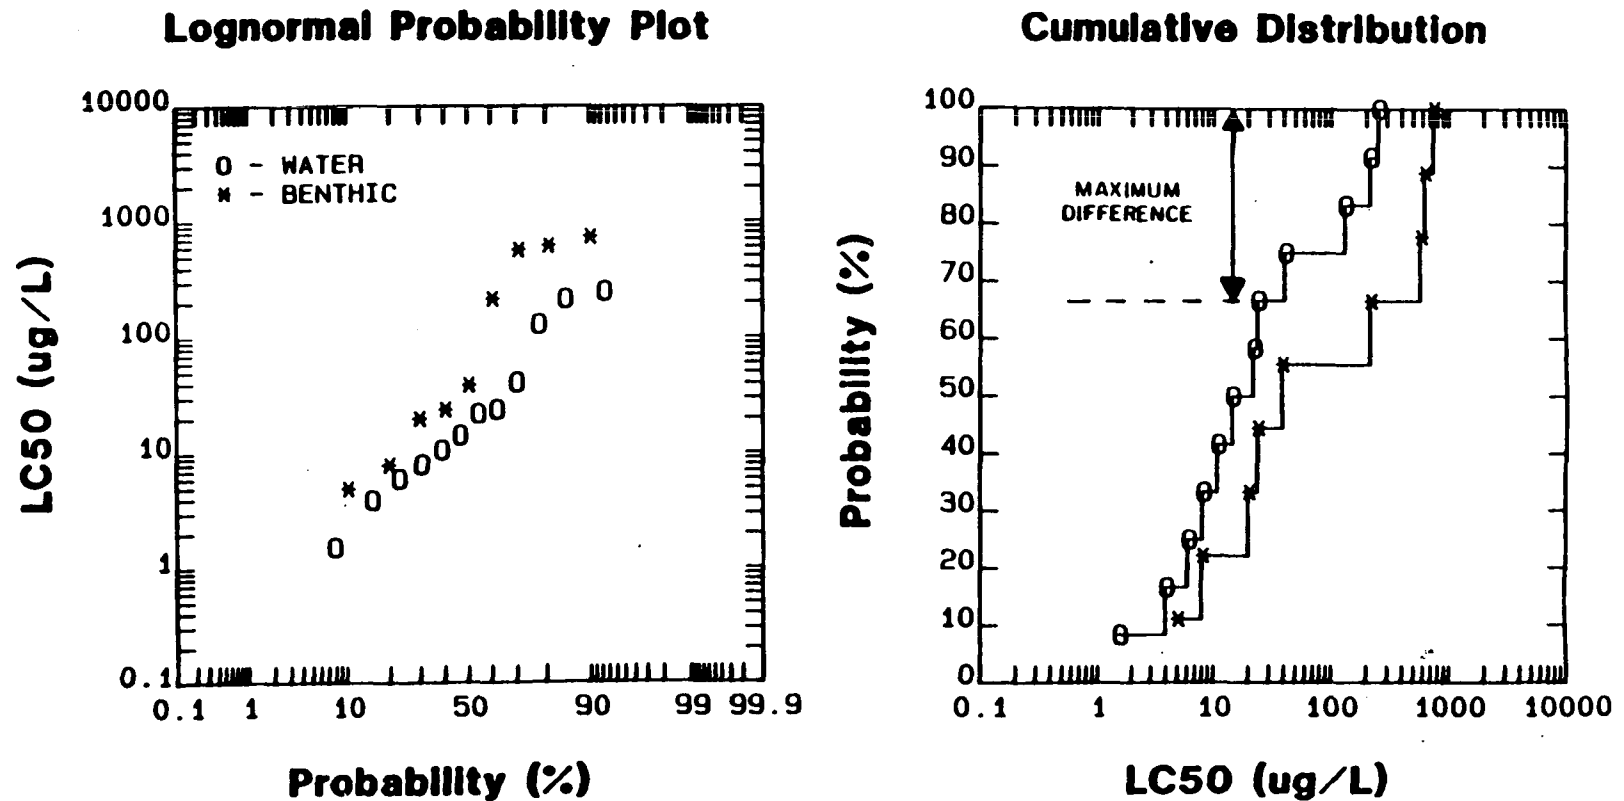 Lognormal Probability Plot
LC50 (ug/L)
10000
1000
100
10
1
0.1
O - WATER
* - BENTHIC
0.1 1 10 50 90 99 99.9
Probability (%)
Cumulative Distribution
Probability (%)
100
90
80
70
60
50
40
30
20
10
0
MAXIMUM
DIFFERENCE
0.1 1 10 100 1000 10000
LC50 (ug/L)